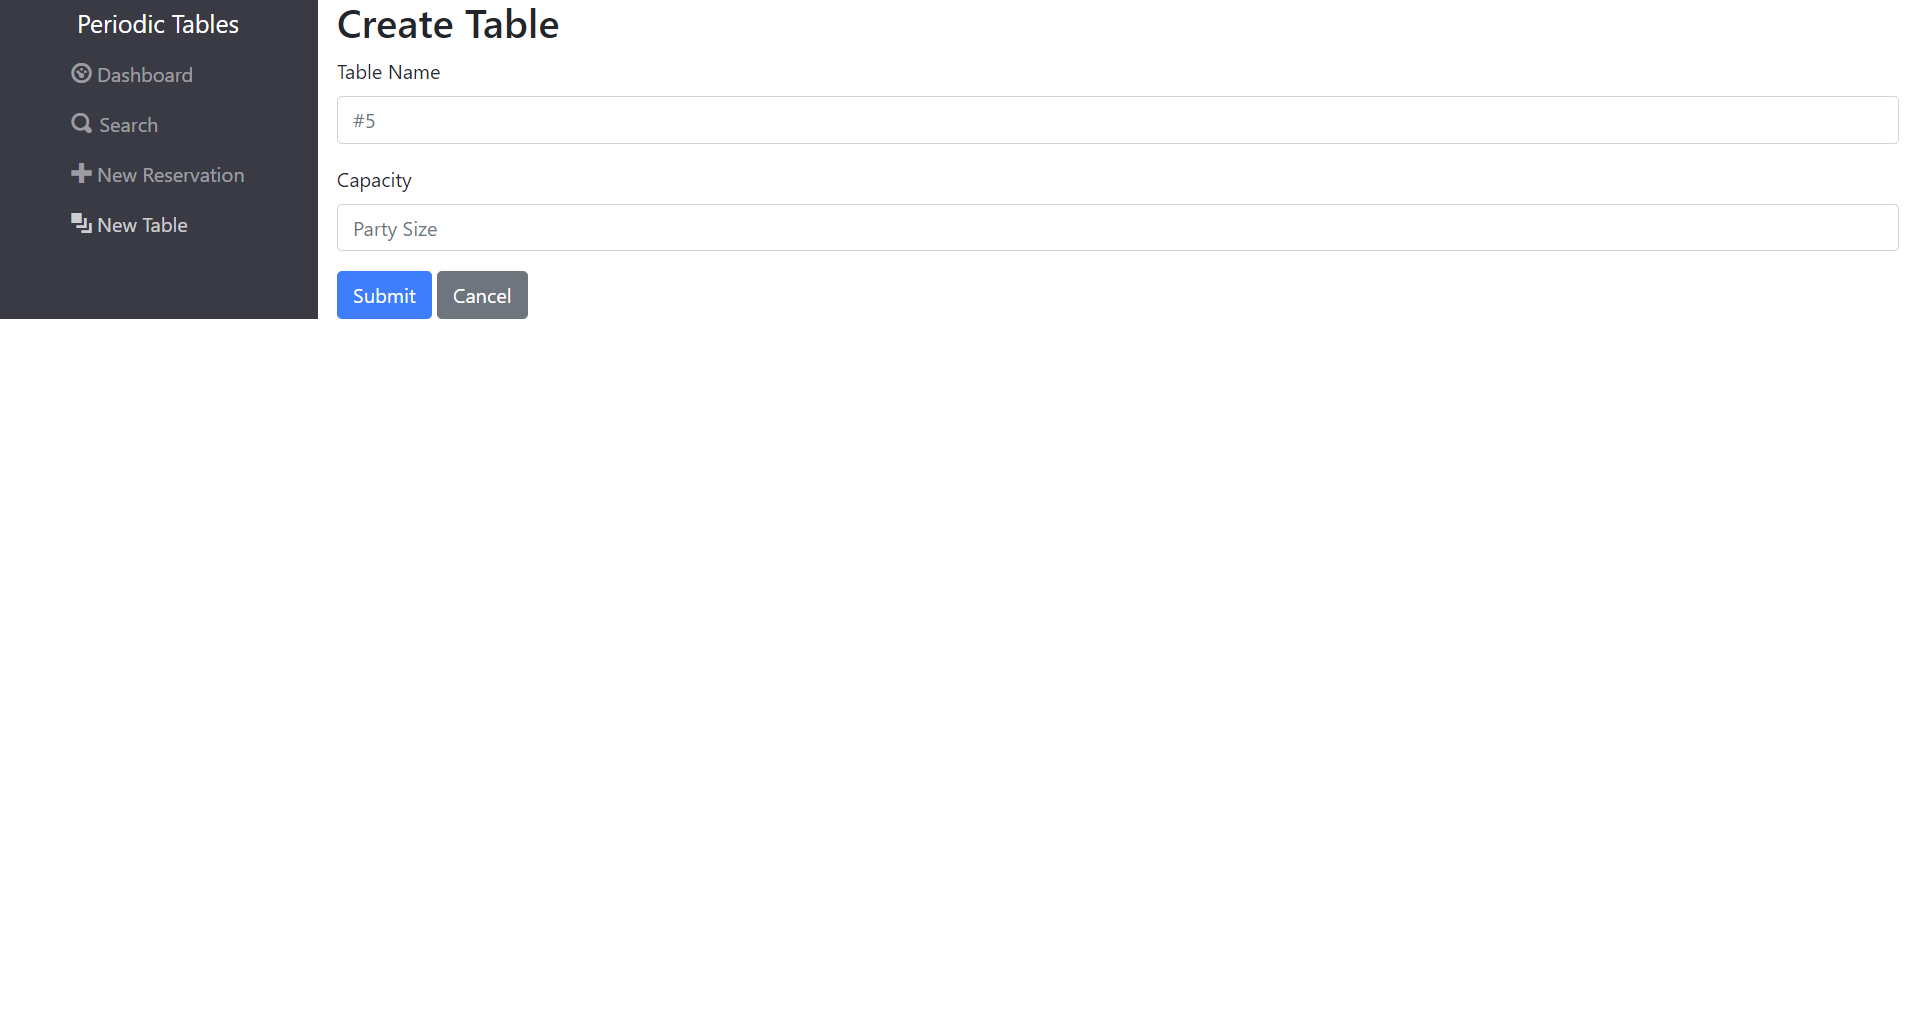 Periodic Tables
Dashboard
Search
New Reservation
New Table
Create Table
Table Name
#5
Capacity
Party Size
Submit
Cancel